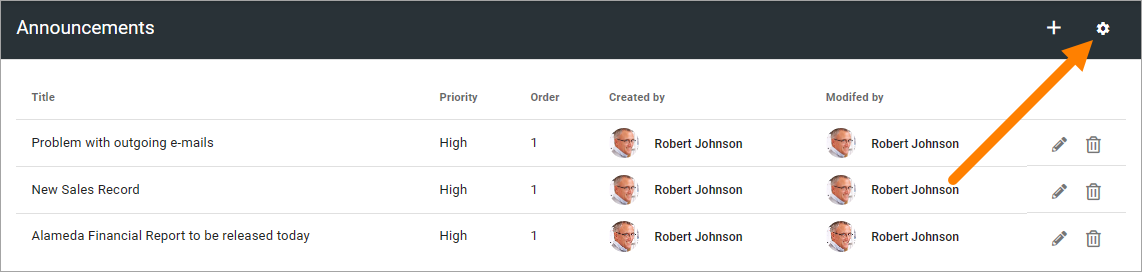 Announcements
Title Priority Order Created by Modifed by
Problem with outgoing e-mails High 1 Robert Johnson Robert Johnson
New Sales Record High 1 Robert Johnson Robert Johnson
Alameda Financial Report to be released today High 1 Robert Johnson Robert Johnson